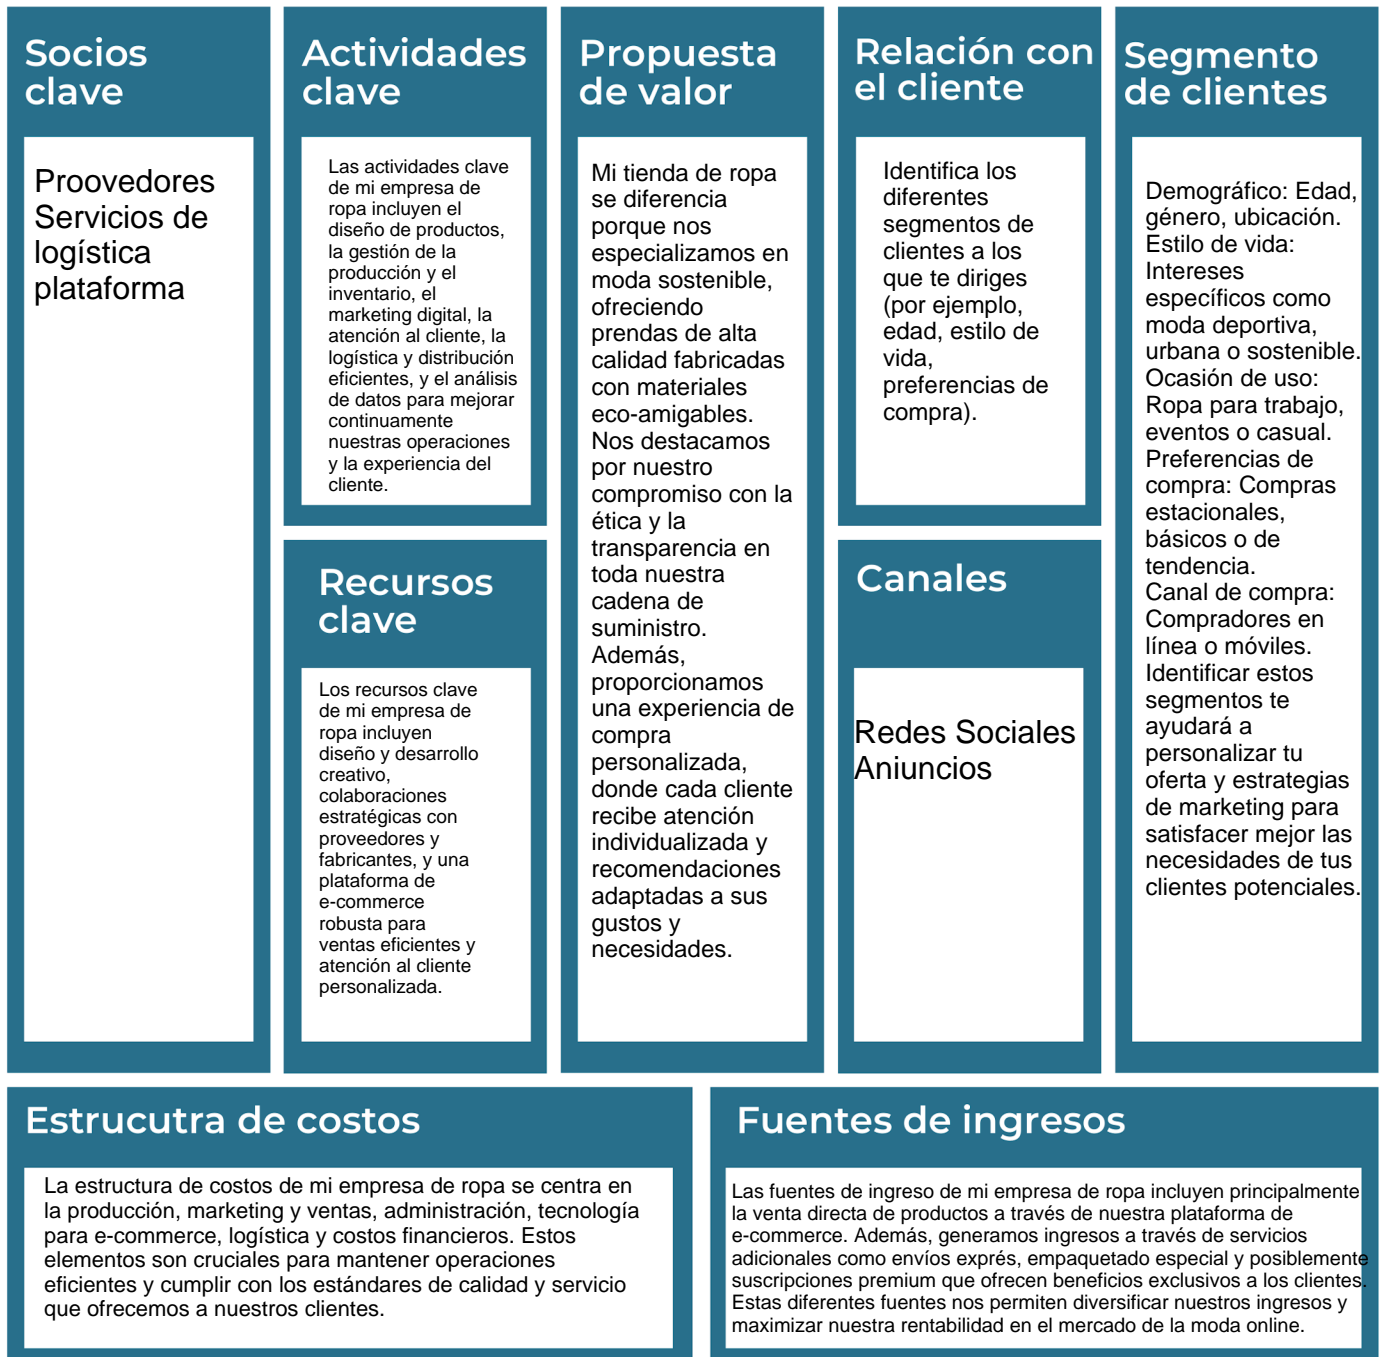 Socios
clave
Proovedores
Servicios de
logística
plataforma
Actividades
clave
Las actividades clave
de mi empresa de
ropa incluyen el
diseño de productos,
la gestión de la
producción y el
inventario, el
marketing digital, la
atención al cliente, la
logística y distribución
eficientes, y el análisis
de datos para mejorar
continuamente
nuestras operaciones
y la experiencia del
cliente.
Recursos
clave
Los recursos clave
de mi empresa de
ropa incluyen
diseño y desarrollo
creativo,
colaboraciones
estratégicas con
proveedores y
fabricantes, y una
plataforma de
e-commerce
robusta para
ventas eficientes y
atención al cliente
personalizada.
Propuesta
de valor
Mi tienda de ropa
se diferencia
porque nos
especializamos en
moda sostenible,
ofreciendo
prendas de alta
calidad fabricadas
con materiales
eco-amigables.
Nos destacamos
por nuestro
compromiso con la
ética y la
transparencia en
toda nuestra
cadena de
suministro.
Además,
proporcionamos
una experiencia de
compra
personalizada,
donde cada cliente
recibe atención
individualizada y
recomendaciones
adaptadas a sus
gustos y
necesidades.
Relación con
el cliente
Identifica los
diferentes
segmentos de
clientes a los
que te diriges
(por ejemplo,
edad, estilo de
vida,
preferencias de
compra).
Canales
Redes Sociales
Aniuncios
Segmento
de clientes
Demográfico: Edad,
género, ubicación.
Estilo de vida:
Intereses
específicos como
moda deportiva,
urbana o sostenible.
Ocasión de uso:
Ropa para trabajo,
eventos o casual.
Preferencias de
compra: Compras
estacionales,
básicos o de
tendencia.
Canal de compra:
Compradores en
línea o móviles.
Identificar estos
segmentos te
ayudará a
personalizar tu
oferta y estrategias
de marketing para
satisfacer mejor las
necesidades de tus
clientes potenciales.
Estrucutra de costos
La estructura de costos de mi empresa de ropa se centra en
la producción, marketing y ventas, administración, tecnología
para e-commerce, logística y costos financieros. Estos
elementos son cruciales para mantener operaciones
eficientes y cumplir con los estándares de calidad y servicio
que ofrecemos a nuestros clientes.
Fuentes de ingresos
Las fuentes de ingreso de mi empresa de ropa incluyen principalmente
la venta directa de productos a través de nuestra plataforma de
e-commerce. Además, generamos ingresos a través de servicios
adicionales como envíos exprés, empaquetado especial y posiblemente
suscripciones premium que ofrecen beneficios exclusivos a los clientes.
Estas diferentes fuentes nos permiten diversificar nuestros ingresos y
maximizar nuestra rentabilidad en el mercado de la moda online.